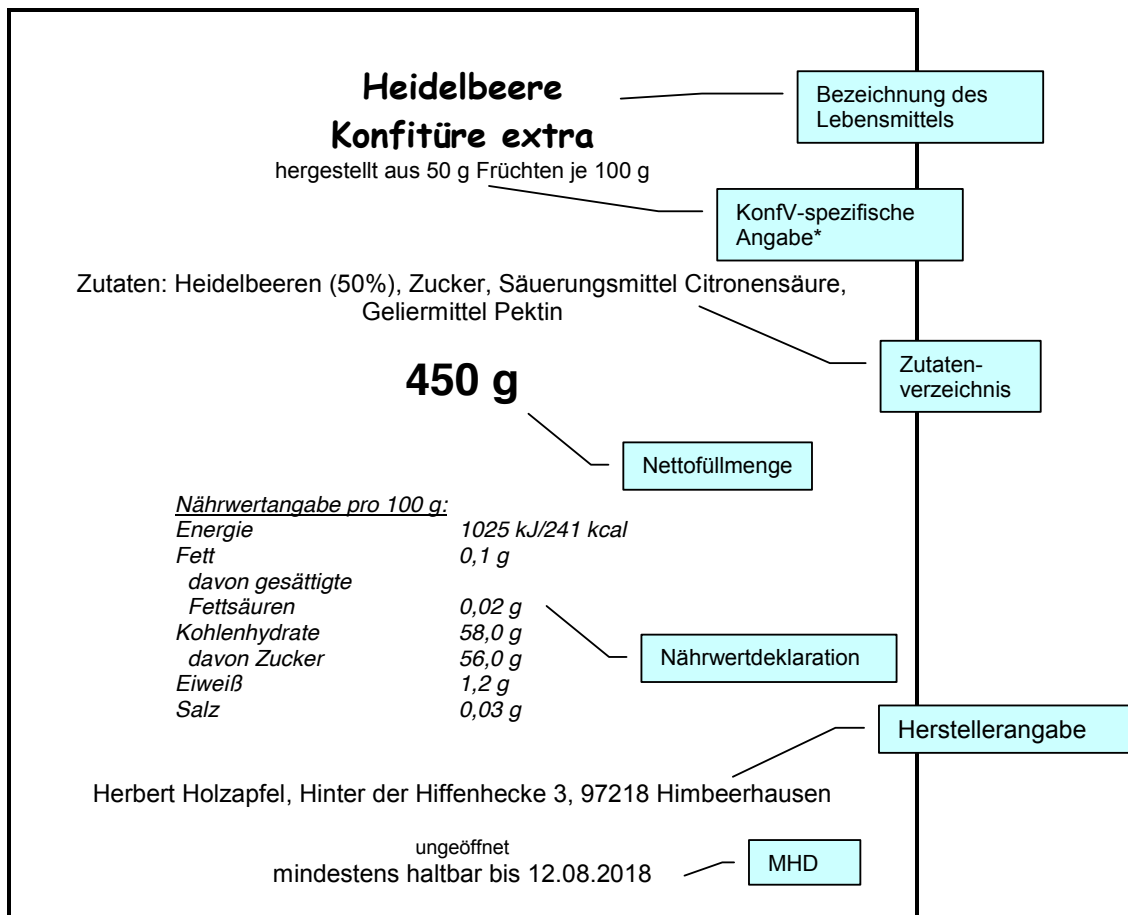 Heidelbeere
Konfitüre extra
hergestellt aus 50 g Früchten je 100 g
Bezeichnung des
Lebensmittels
KonfV-spezifische
Angabe*
Zutaten: Heidelbeeren (50%), Zucker, Säuerungsmittel Citronensäure,
Geliermittel Pektin
Zutaten-
verzeichnis
450 g
Nettofüllmenge
Nährwertangabe pro 100 g:
Energie 1025 kJ/241 kcal
Fett 0,1 g
davon gesättigte
Fettsäuren 0,02 g
Kohlenhydrate 58,0 g
davon Zucker 56,0 g
Eiweiß 1,2 g
Salz 0,03 g
Nährwertdeklaration
Herstellerangabe
Herbert Holzapfel, Hinter der Hiffenhecke 3, 97218 Himbeerhausen
ungeöffnet
mindestens haltbar bis 12.08.2018
MHD